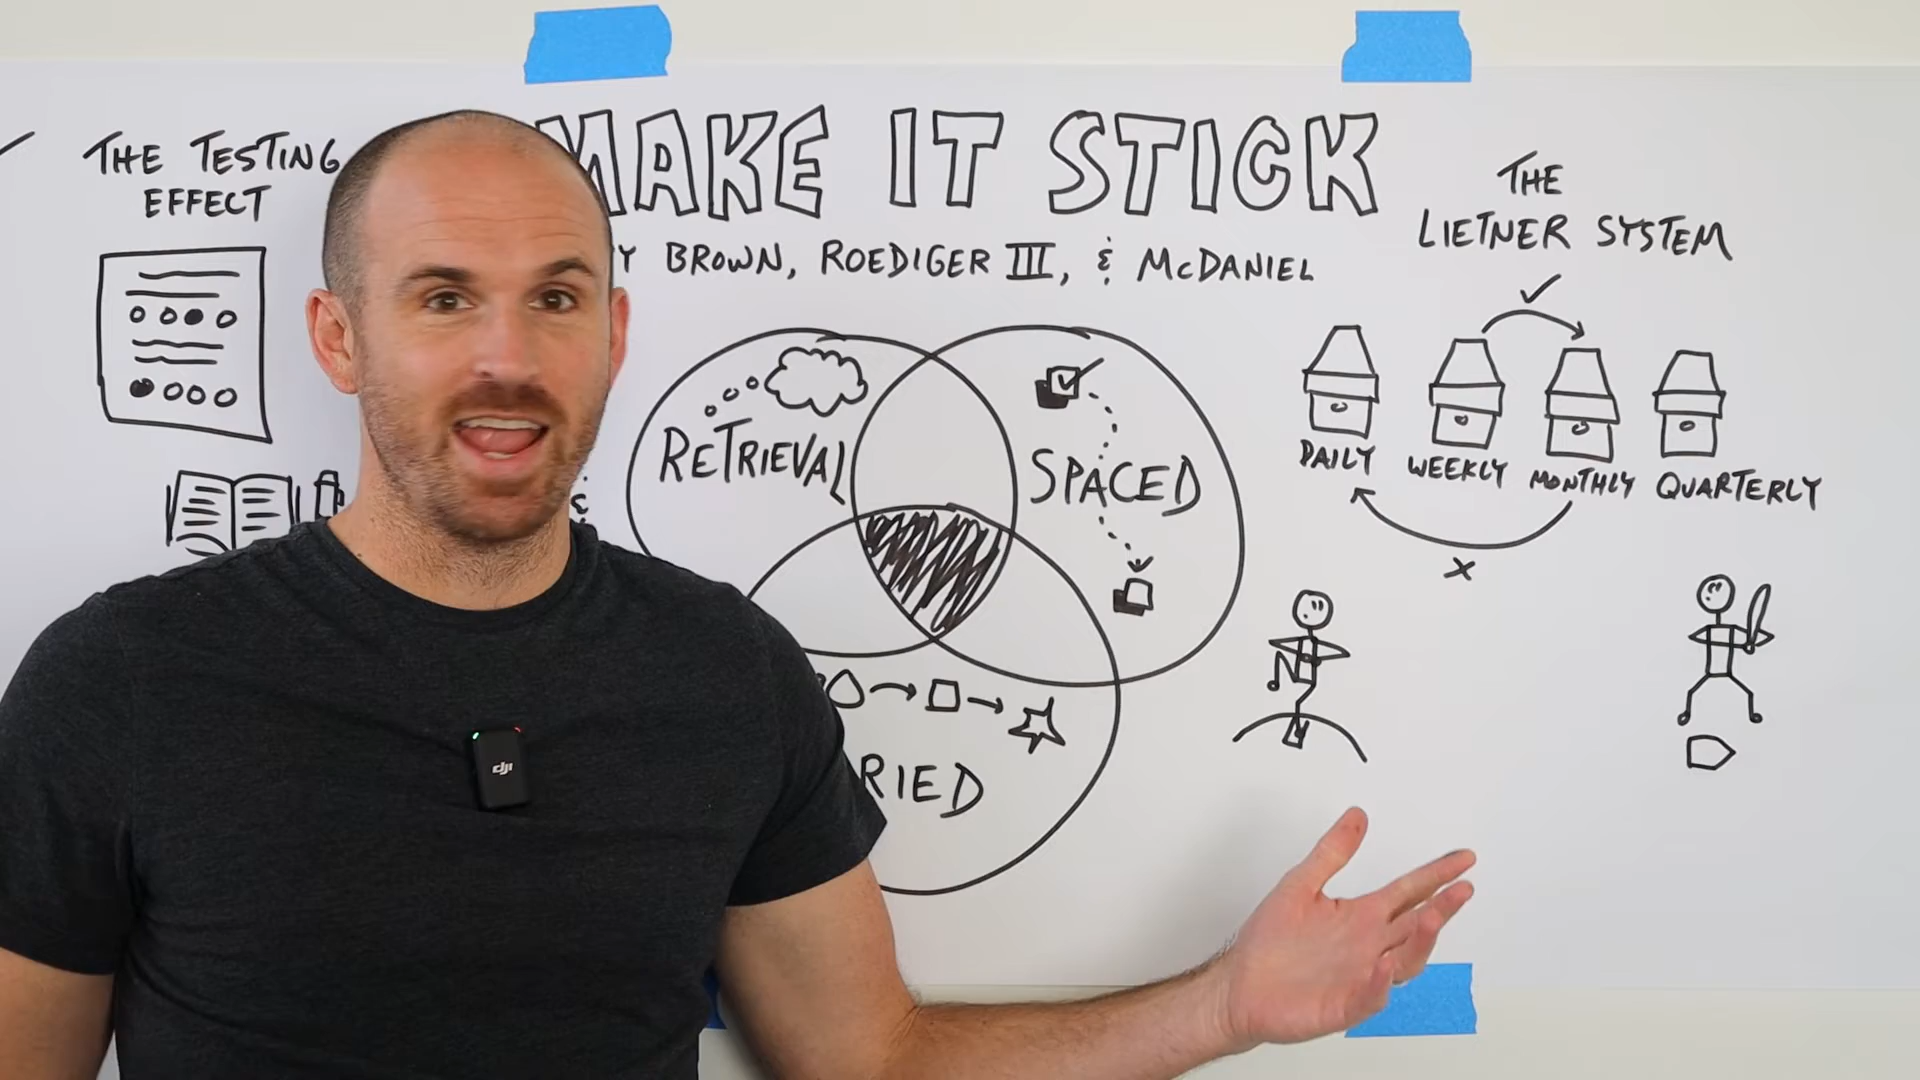 THE TESTING
EFFECT
MAKE IT STICK
BROWN, ROEDIGER III, & McDANIEL
THE
LIETNER SYSTEM
RETRIEVAL
SPACED
DAILY
WEEKLY
MONTHLY
QUARTERLY
X
&
dji